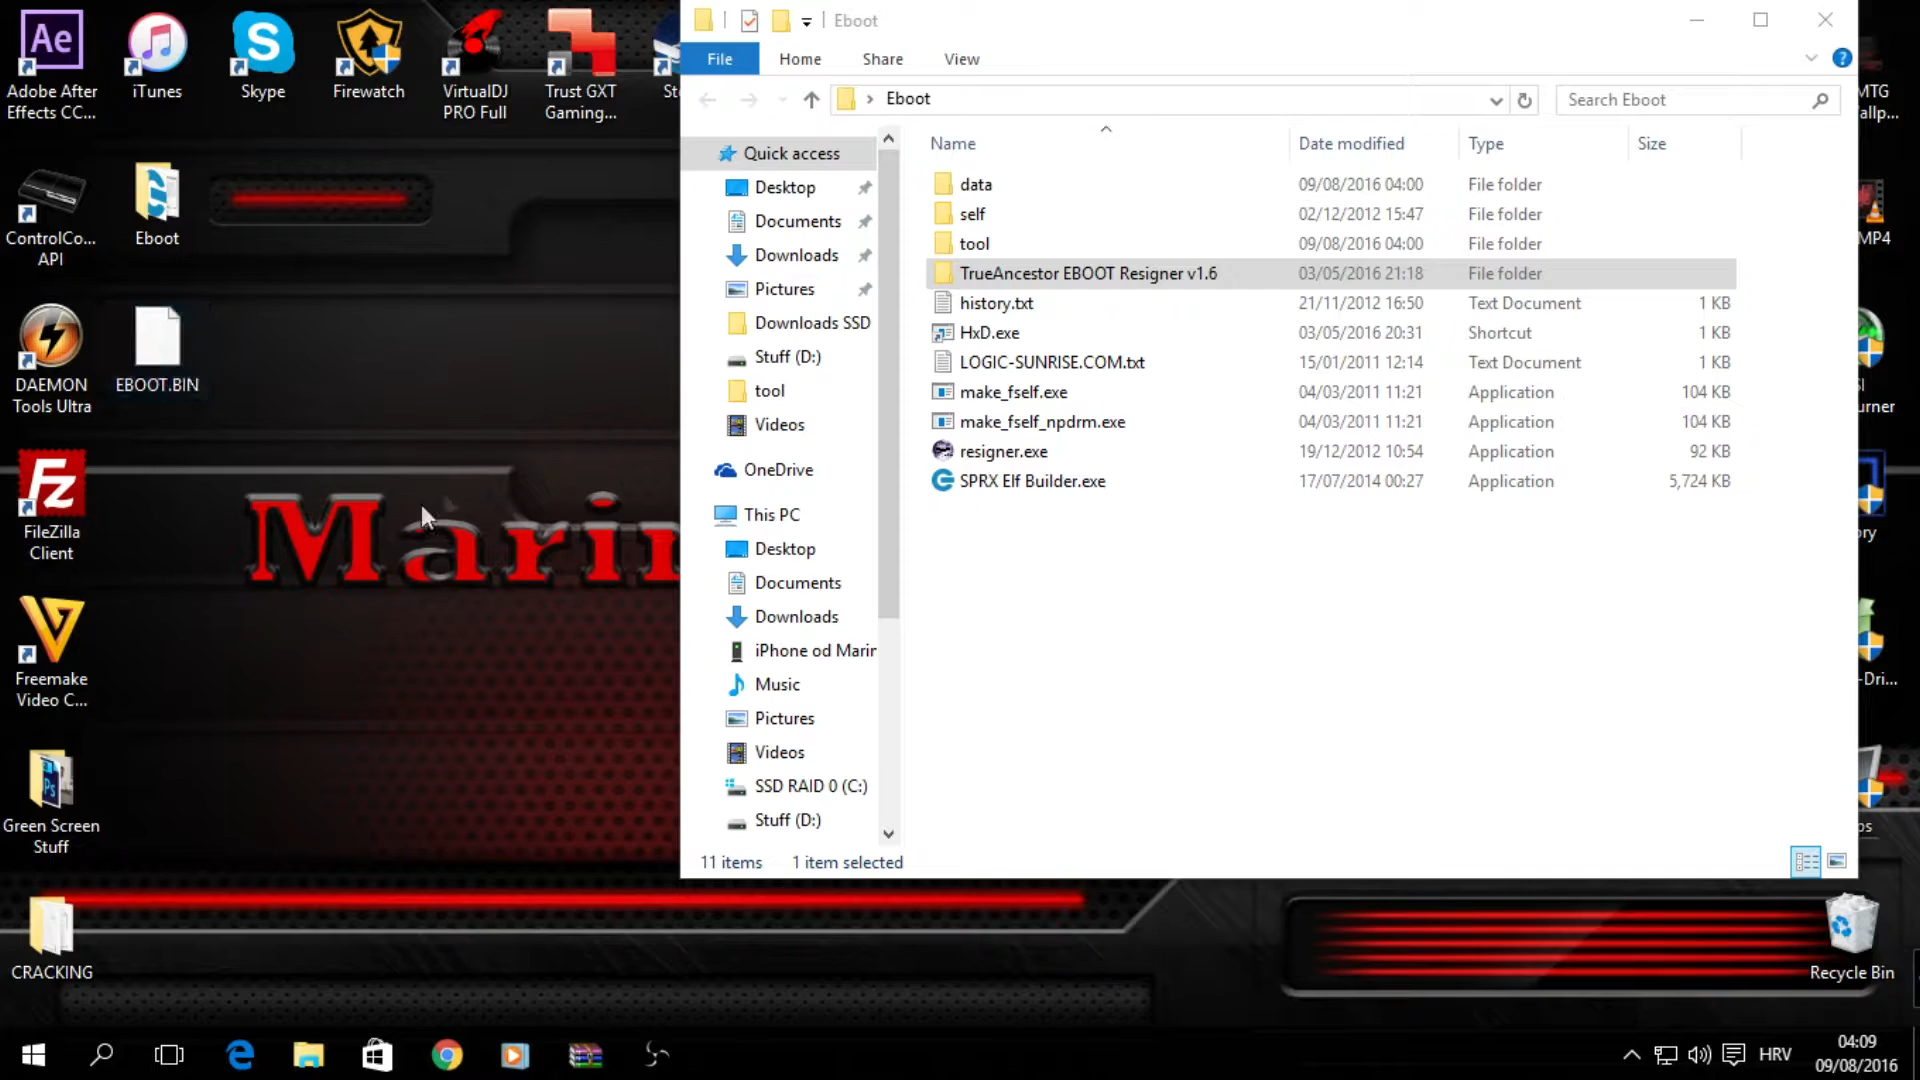 Adobe After
Effects CC...
iTunes
Skype
Firewatch
VirtualDJ
PRO Full
Trust GXT
Gaming...
ControlCo...
API
Eboot
DAEMON
Tools Ultra
EBOOT.BIN
FileZilla
Client
Freemake
Video C...
Green Screen
Stuff
CRACKING
Eboot
File
Home
Share
View
Eboot
Search Eboot
Quick access
Desktop
Documents
Downloads
Pictures
Downloads SSD
Stuff (D:)
tool
Videos
OneDrive
This PC
Desktop
Documents
Downloads
iPhone od Marin
Music
Pictures
Videos
SSD RAID 0 (C:)
Stuff (D:)
Name Date modified Type Size
data 09/08/2016 04:00 File folder
self 02/12/2012 15:47 File folder
tool 09/08/2016 04:00 File folder
TrueAncestor EBOOT Resigner v1.6 03/05/2016 21:18 File folder
history.txt 21/11/2012 16:50 Text Document 1 KB
HxD.exe 03/05/2016 20:31 Shortcut 1 KB
LOGIC-SUNRISE.COM.txt 15/01/2011 12:14 Text Document 1 KB
make_fself.exe 04/03/2011 11:21 Application 104 KB
make_fself_npdrm.exe 04/03/2011 11:21 Application 104 KB
resigner.exe 19/12/2012 10:54 Application 92 KB
SPRX Elf Builder.exe 17/07/2014 00:27 Application 5,724 KB
11 items 1 item selected
MTG
MP4
Recycle Bin
HRV
04:09
09/08/2016